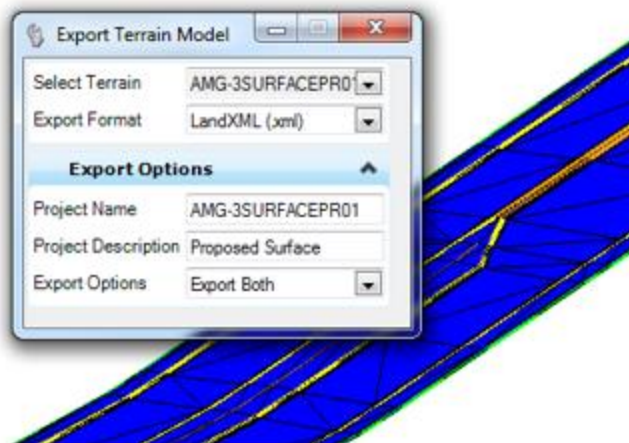 Export Terrain Model
Select Terrain AMG-3SURFACEPR01
Export Format LandXML (.xml)
Export Options
Project Name AMG-3SURFACEPR01
Project Description Proposed Surface
Export Options Export Both